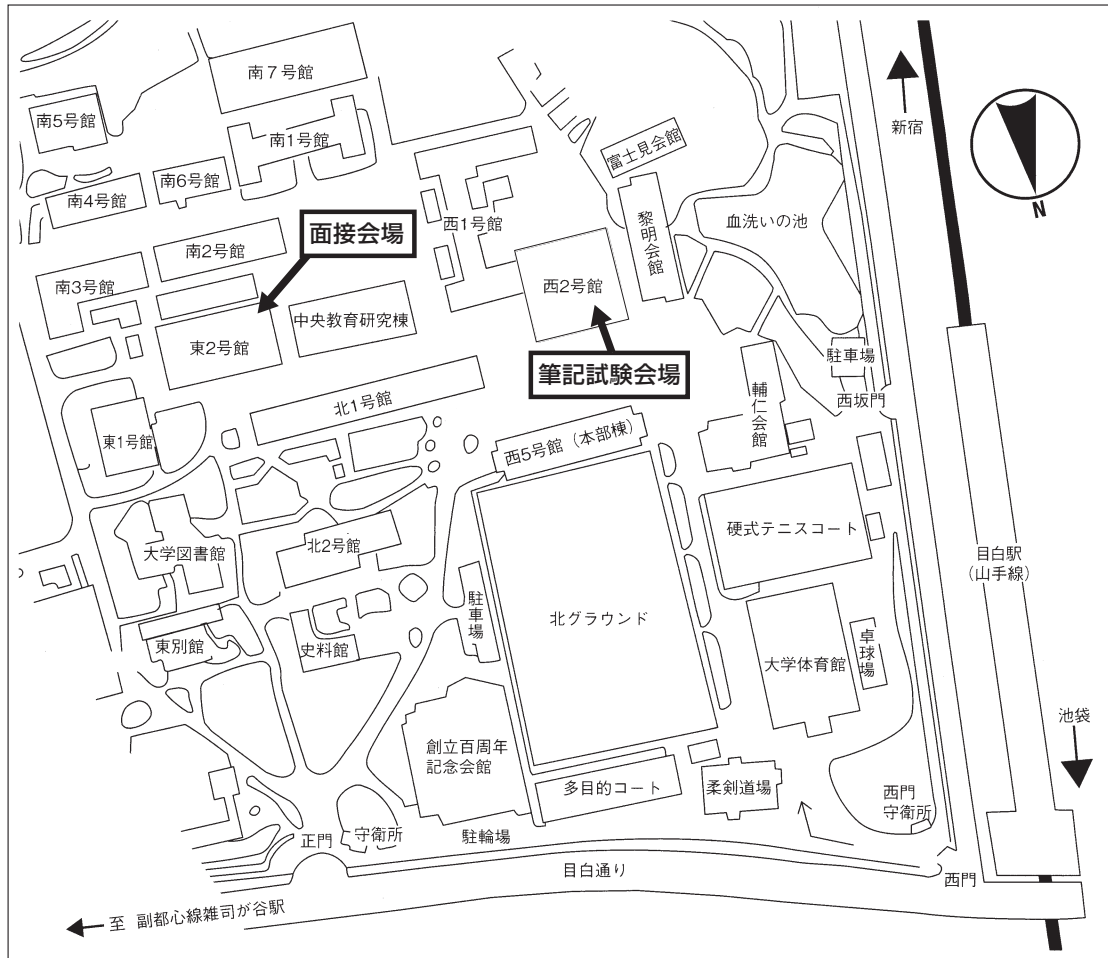 南7号館
南5号館
南1号館
新宿
富士見会館
南6号館
南4号館
黎明会館
血洗いの池
N
面接会場
西1号館
南2号館
南3号館
西2号館
中央教育研究棟
東2号館
筆記試験会場
駐車場
西坂門
輔仁会館
北1号館
東1号館
西5号館（本部棟）
硬式テニスコート
北2号館
大学図書館
目白駅
（山手線）
駐車場
北グラウンド
東別館
史料館
大学体育館
卓球場
池袋
創立百周年
記念会館
多目的コート
柔剣道場
西門
守衛所
正門
守衛所
駐輪場
目白通り
西門
至 副都心線雑司が谷駅